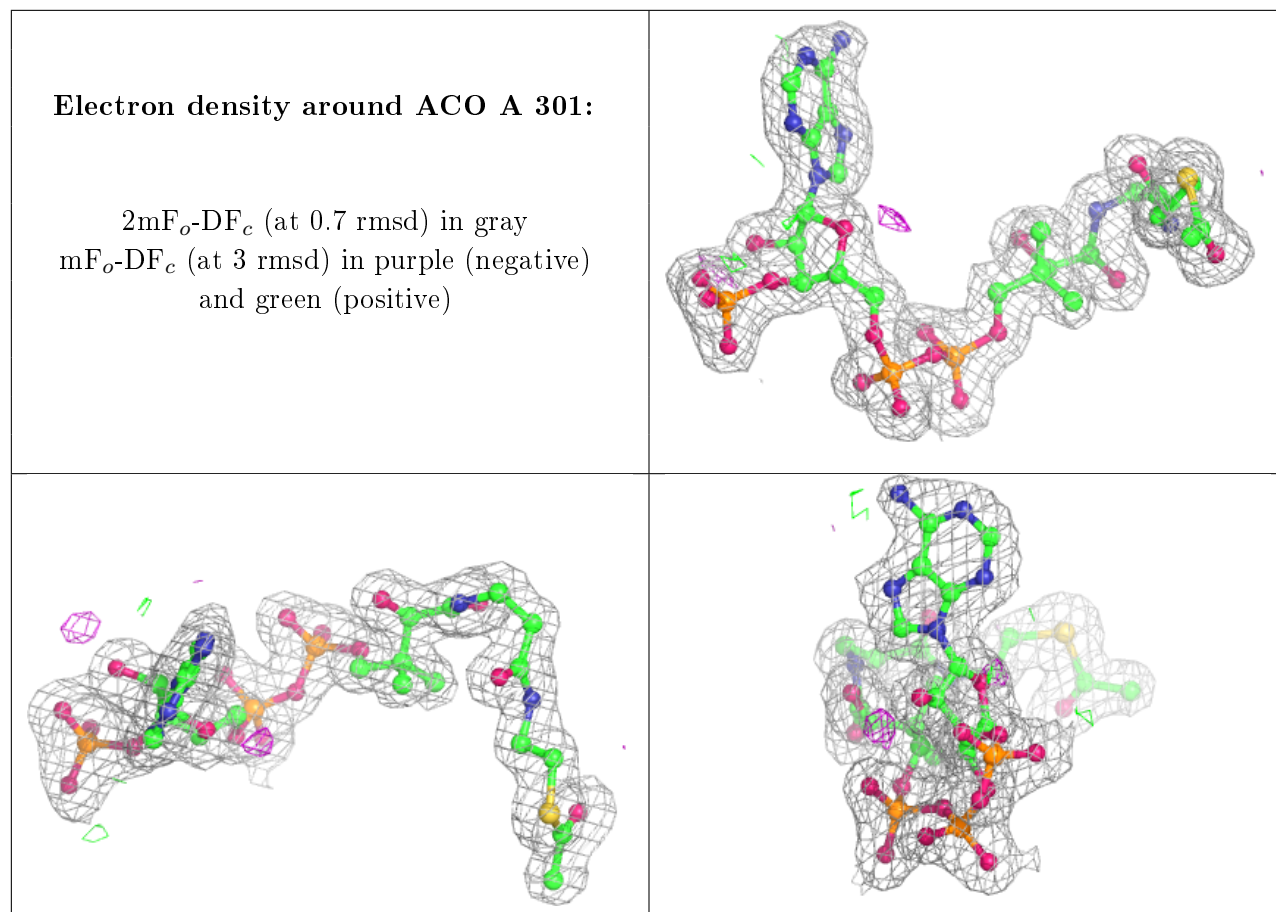 Electron density around ACO A 301:
2mFo-DFc (at 0.7 rmsd) in gray
mFo-DFc (at 3 rmsd) in purple (negative)
and green (positive)